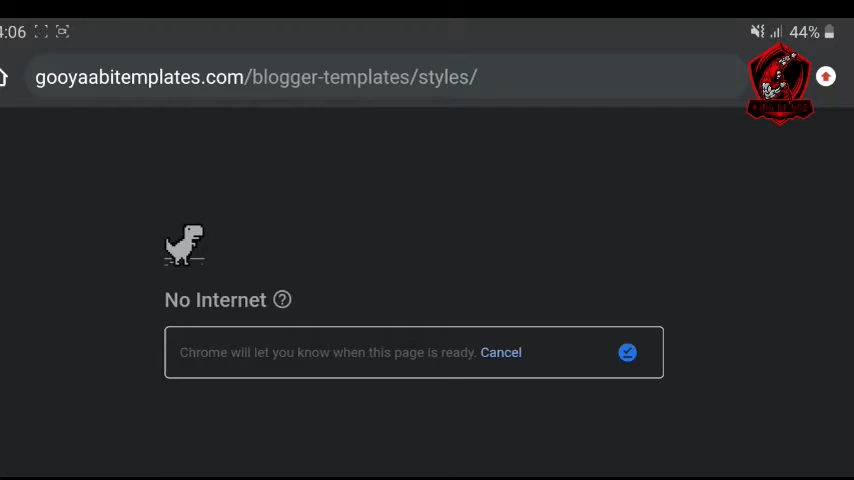 4:06
44%
gooyaabitemplates.com/blogger-templates/styles/
No Internet
Chrome will let you know when this page is ready. Cancel